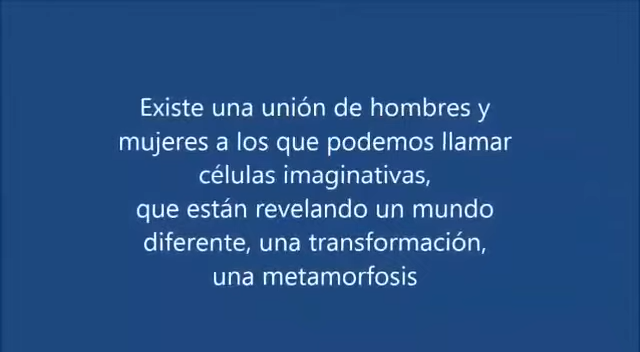 Existe una unión de hombres y
mujeres a los que podemos llamar
células imaginativas,
que están revelando un mundo
diferente, una transformación,
una metamorfosis